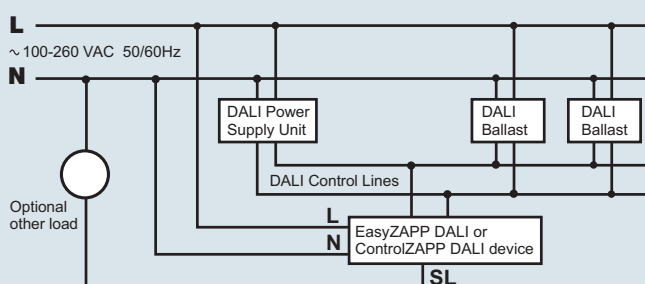 L
~ 100-260 VAC 50/60Hz
N
DALI Power
Supply Unit
DALI
Ballast
DALI
Ballast
DALI Control Lines
Optional
other load
L
N
EasyZAPP DALI or
ControlZAPP DALI device
SL